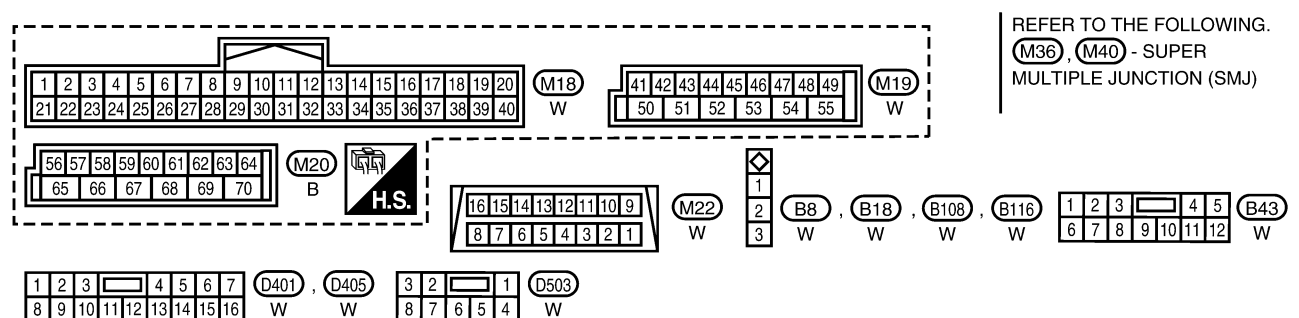 REFER TO THE FOLLOWING.
M36 , M40 - SUPER
MULTIPLE JUNCTION (SMJ)
1 2 3 4 5 6 7 8 9 10 11 12 13 14 15 16 17 18 19 20
21 22 23 24 25 26 27 28 29 30 31 32 33 34 35 36 37 38 39 40
M18
W
41 42 43 44 45 46 47 48 49
50 51 52 53 54 55
M19
W
56 57 58 59 60 61 62 63 64
65 66 67 68 69 70
M20
B
H.S.
16 15 14 13 12 11 10 9
8 7 6 5 4 3 2 1
M22
W
1
2
3
B8 , B18 , B108 , B116
W W W W
1 2 3 4 5
6 7 8 9 10 11 12
B43
W
1 2 3 4 5 6 7
8 9 10 11 12 13 14 15 16
D401 , D405
W W
3 2 1
8 7 6 5 4
D503
W